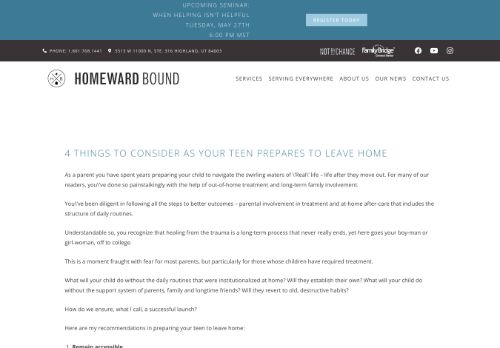 UPCOMING SEMINAR:
WHEN HELPING ISN'T HELPFUL
TUESDAY, MAY 27TH
6:00 PM MST
REGISTER TODAY
PHONE: 1.801.768.1441
5513 W 11000 N, STE. 316 HIGHLAND, UT 84003
NOT BY CHANCE
FamilyBridge
HOMEWARD BOUND
SERVICES SERVING EVERYWHERE ABOUT US OUR NEWS CONTACT US
4 THINGS TO CONSIDER AS YOUR TEEN PREPARES TO LEAVE HOME
As a parent you have spent years preparing your child to navigate the swirling waters of \'Real\' life – life after they move out. For many of our
readers, you\'ve done so painstakingly with the help of out-of-home treatment and long-term family involvement.
You\'ve been diligent in following all the steps to better outcomes – parental involvement in treatment and at-home after-care that includes the
structure of daily routines.
Understandable so, you recognize that healing from the trauma is a long-term process that never really ends, yet here goes your boy-man or
girl-woman, off to college.
This is a moment fraught with fear for most parents, but particularly for those whose children have required treatment.
What will your child do without the daily routines that were institutionalized at home? Will they establish their own? What will your child do
without the support system of parents, family and longtime friends? Will they revert to old, destructive habits?
How do we ensure, what I call, a successful launch?
Here are my recommendations in preparing your teen to leave home:
1. Remain accessible.